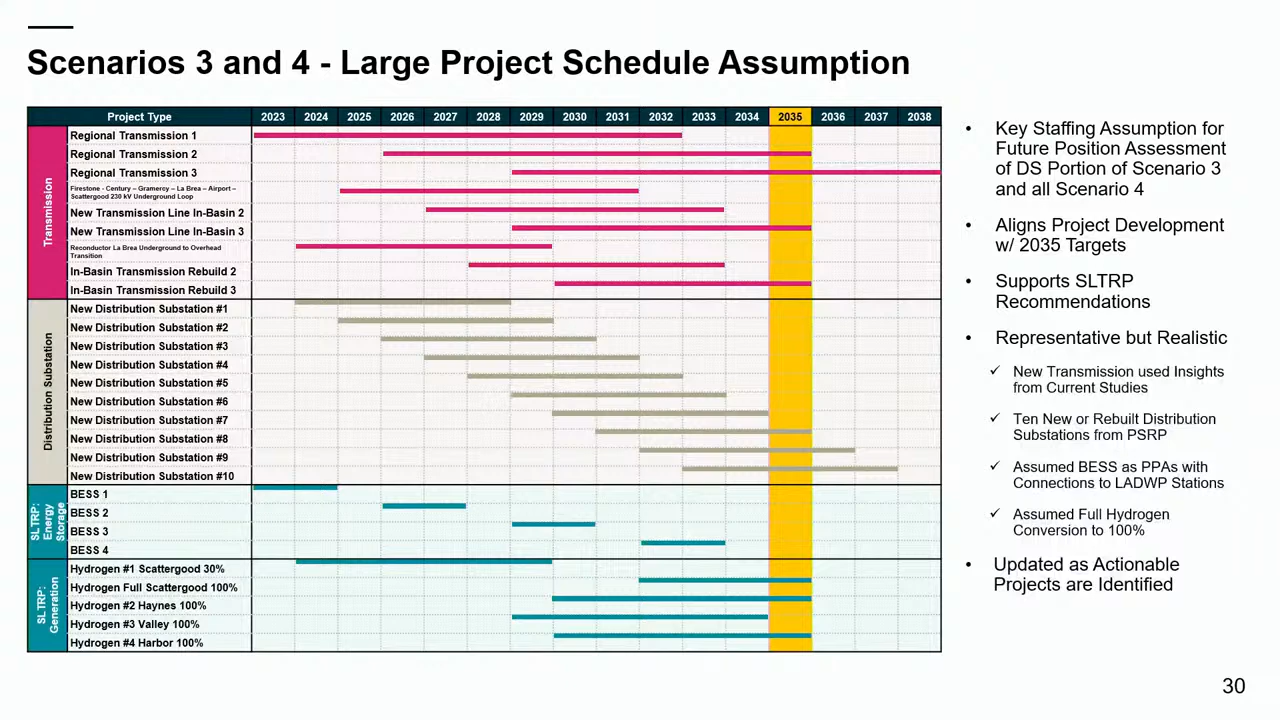 Scenarios 3 and 4 - Large Project Schedule Assumption
Project Type 2023 2024 2025 2026 2027 2028 2029 2030 2031 2032 2033 2034 2035 2036 2037 2038
Transmission
Regional Transmission 1
Regional Transmission 2
Regional Transmission 3
Firestone - Century – Gramercy – La Brea – Airport –
Scattergood 230 kV Underground Loop
New Transmission Line In-Basin 2
New Transmission Line In-Basin 3
Reconductor La Brea Underground to Overhead
Transition
In-Basin Transmission Rebuild 2
In-Basin Transmission Rebuild 3
Distribution Substation
New Distribution Substation #1
New Distribution Substation #2
New Distribution Substation #3
New Distribution Substation #4
New Distribution Substation #5
New Distribution Substation #6
New Distribution Substation #7
New Distribution Substation #8
New Distribution Substation #9
New Distribution Substation #10
SLTRP:
Energy
Storage
BESS 1
BESS 2
BESS 3
BESS 4
SLTRP:
Generation
Hydrogen #1 Scattergood 30%
Hydrogen Full Scattergood 100%
Hydrogen #2 Haynes 100%
Hydrogen #3 Valley 100%
Hydrogen #4 Harbor 100%
• Key Staffing Assumption for
Future Position Assessment
of DS Portion of Scenario 3
and all Scenario 4
• Aligns Project Development
w/ 2035 Targets
• Supports SLTRP
Recommendations
• Representative but Realistic
✓ New Transmission used Insights
from Current Studies
✓ Ten New or Rebuilt Distribution
Substations from PSRP
✓ Assumed BESS as PPAs with
Connections to LADWP Stations
✓ Assumed Full Hydrogen
Conversion to 100%
• Updated as Actionable
Projects are Identified
30